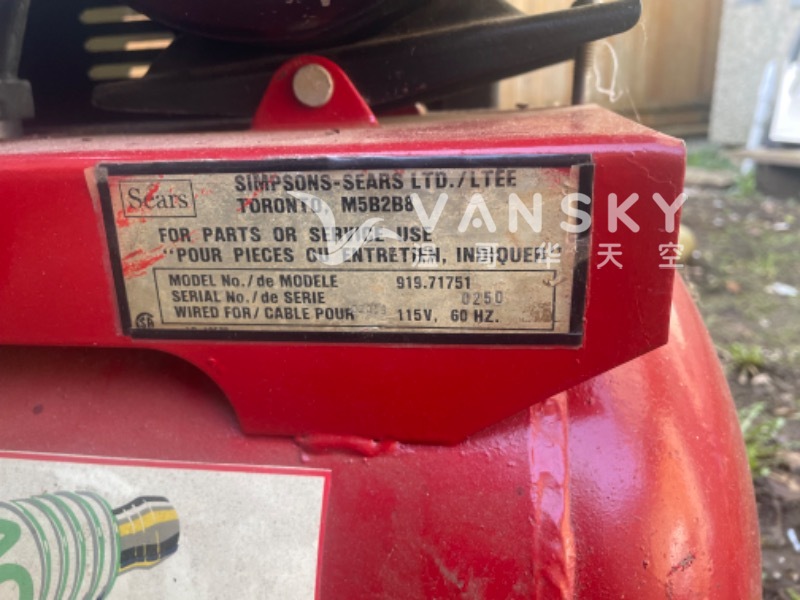 Sears
SIMPSONS-SEARS LTD./LTEE
TORONTO, M5B2B8
FOR PARTS OR SERVICE USE
"POUR PIECES OU ENTRETIEN, INDIQUER"
MODEL No./de MODELE 919.71751
SERIAL No./de SERIE 0250
WIRED FOR/CABLE POUR 115V, 60 HZ.
VANSKY
天空